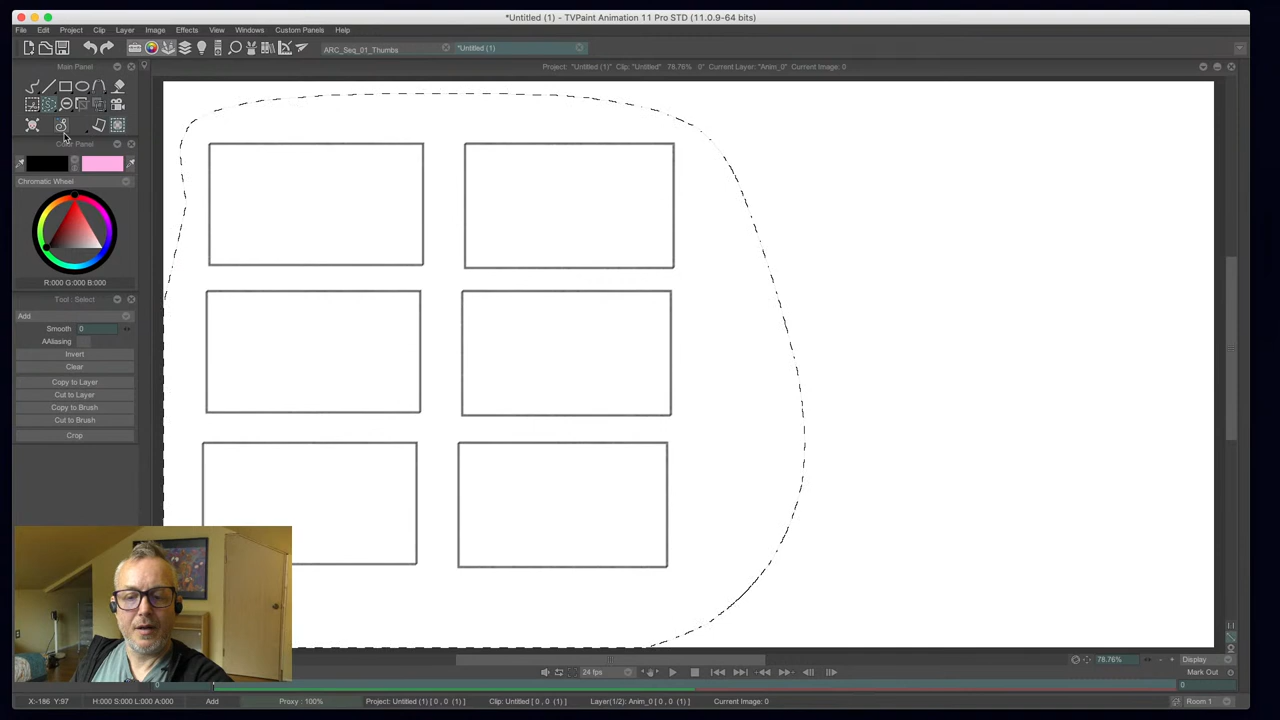 *Untitled (1) - TVPaint Animation 11 Pro STD (11.0.9-64 bits)
File Edit Project Clip Layer Image Effects View Windows Custom Panels Help
ARC_Seq_01_Thumbs *Untitled (1)
Main Panel
Project: "Untitled (1)" Clip: "Untitled" 78.76% 0° Current Layer: "Anim_0" Current Image: 0
Color Panel
Chromatic Wheel
R:000 G:000 B:000
Tool : Select
Add
Smooth 0
AAliasing
Invert
Clear
Copy to Layer
Cut to Layer
Copy to Brush
Cut to Brush
Crop
78.76% Display
24 fps Mark Out
0 0
X:-186 Y:97 H:000 S:000 L:000 A:000 Add Proxy : 100% Project: Untitled (1) [ 0 , 0 (1) ] Clip: Untitled [ 0 , 0 (1) ] Layer(1/2): Anim_0 [ 0 , 0 (1) ] Current Image: 0 Room 1